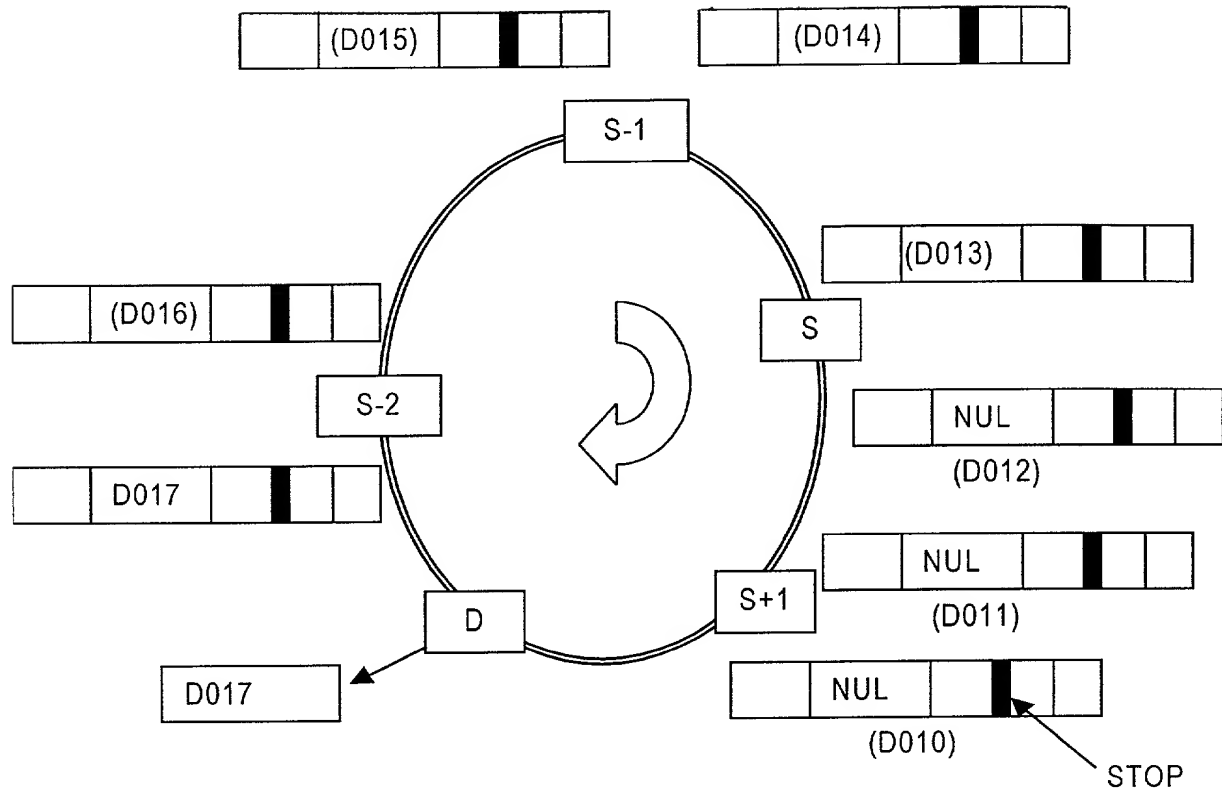 (D015)
(D014)
S-1
(D013)
(D016)
S
S-2
NUL
(D012)
D017
NUL
S+1
(D011)
D
D017
NUL
(D010)
STOP